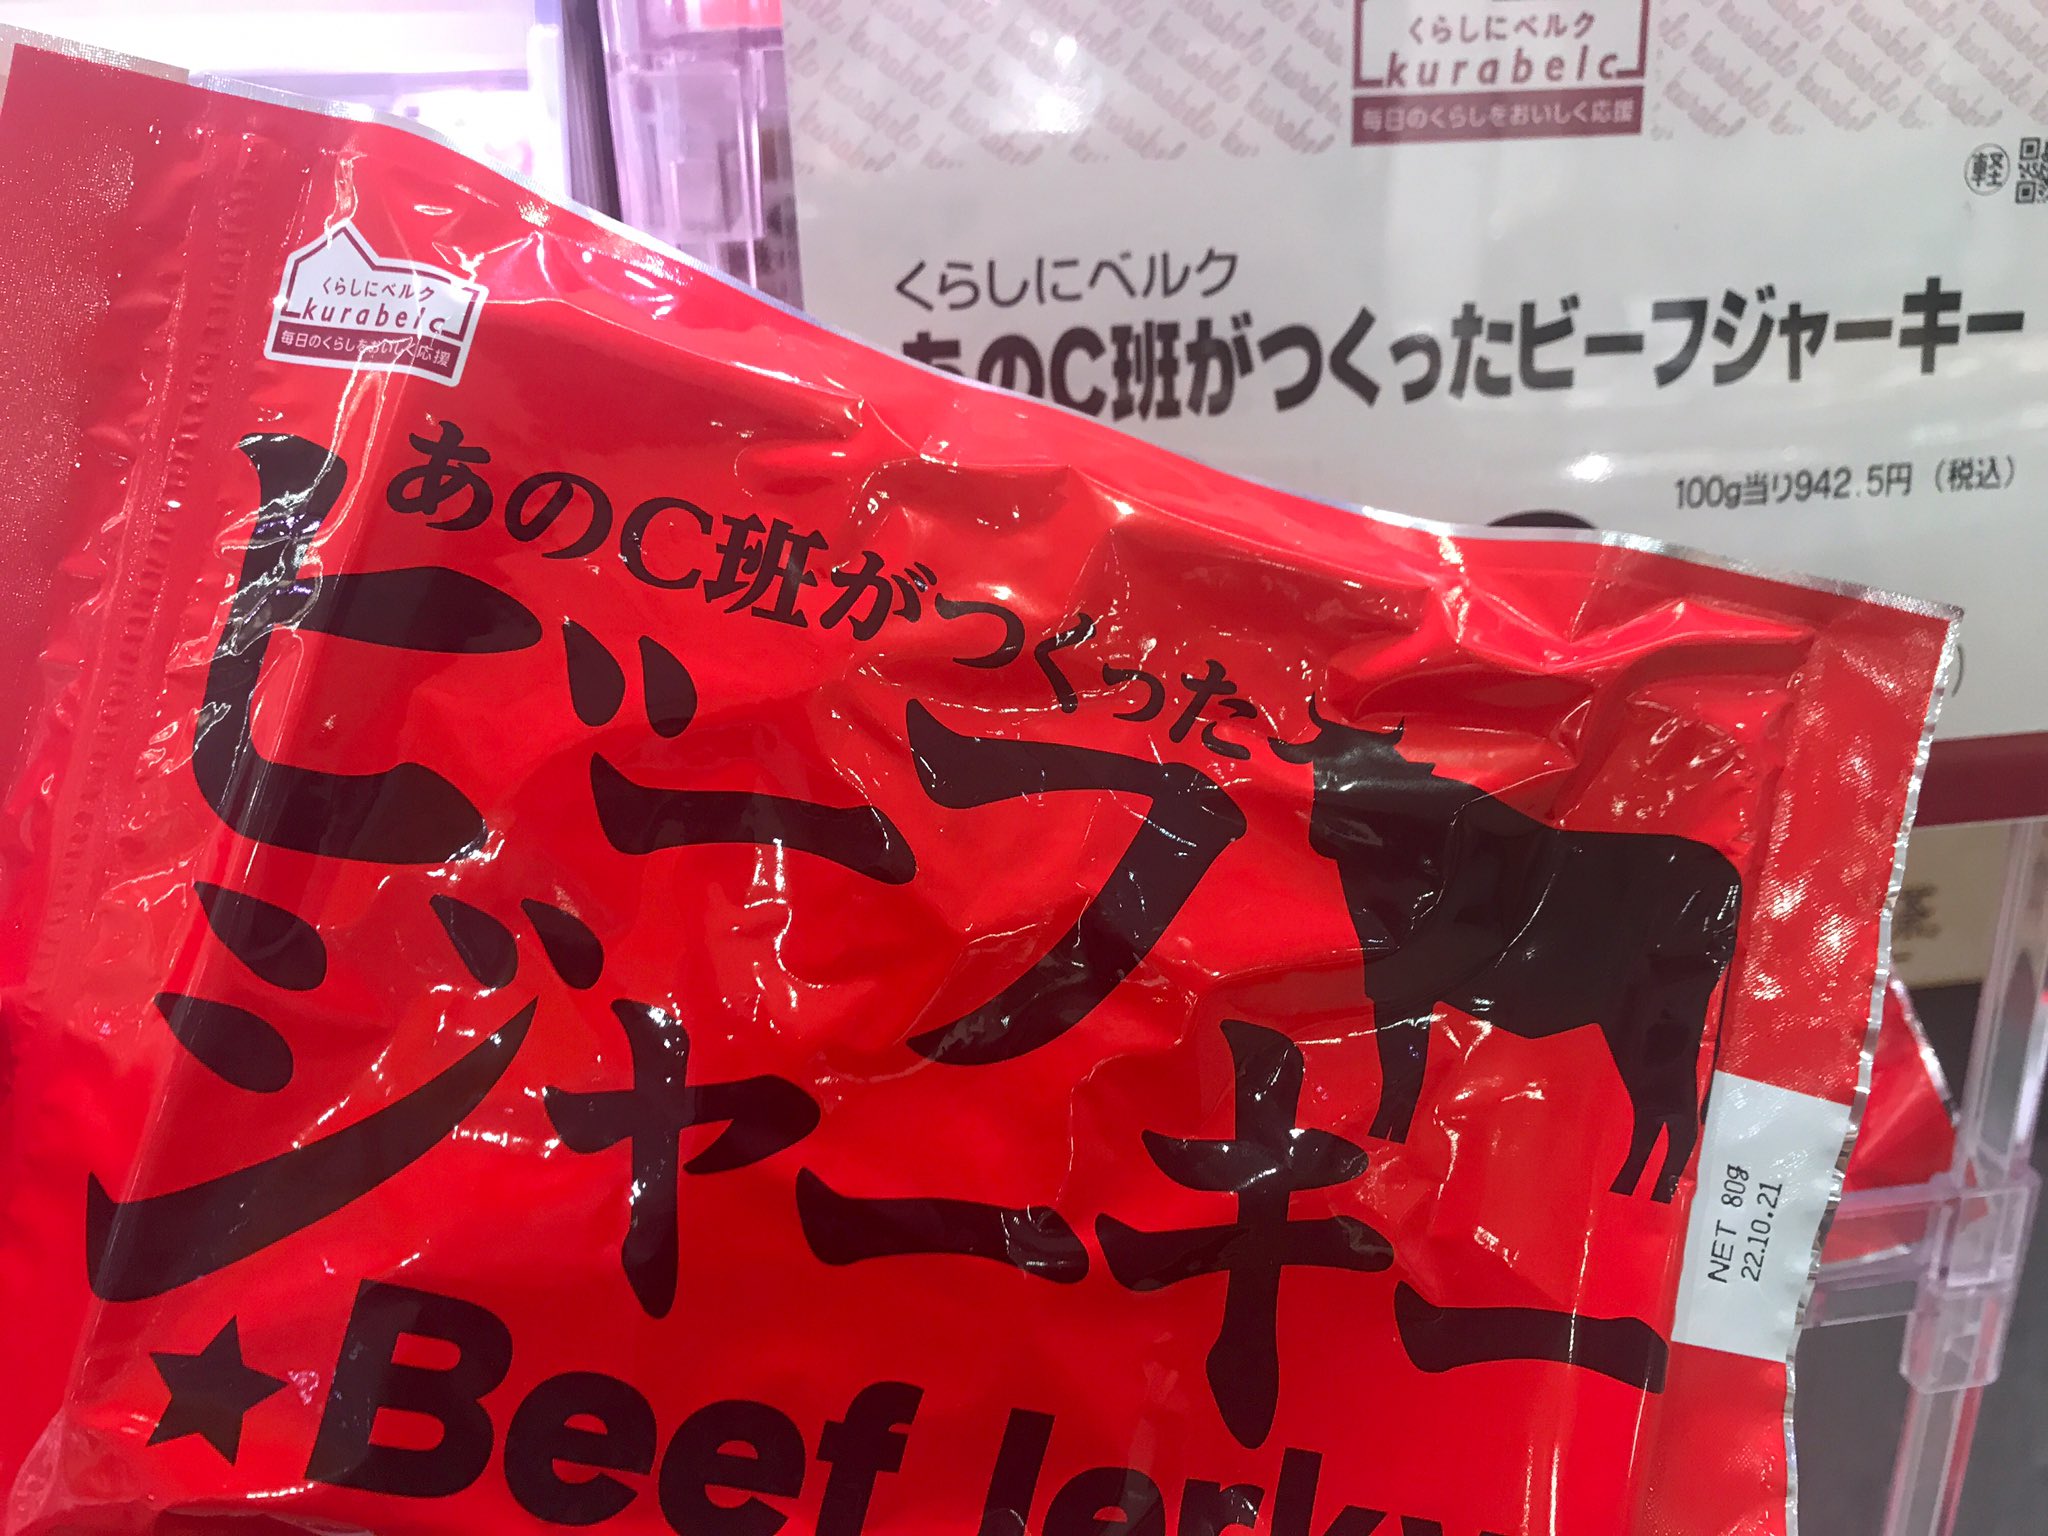 くらしにベルク
kurabelc
毎日のくらしをおいしく応援
軽
くらしにベルク
あのC班がつくったビーフジャーキー
100g当り942.5円（税込）
くらしにベルク
kurabelc
毎日のくらしをおいしく応援
あのC班がつくった
ビーフ
ジャーキー
★Beef Jerky
NET 80g
22.10.21